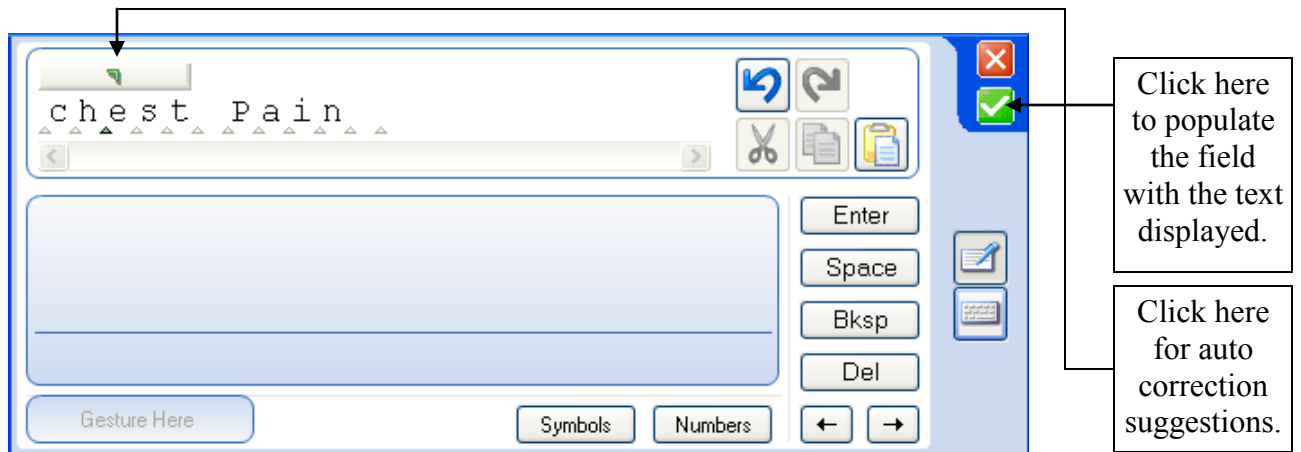 chest Pain
Enter
Space
Bksp
Del
Gesture Here
Symbols
Numbers
← →
Click here
to populate
the field
with the text
displayed.
Click here
for auto
correction
suggestions.